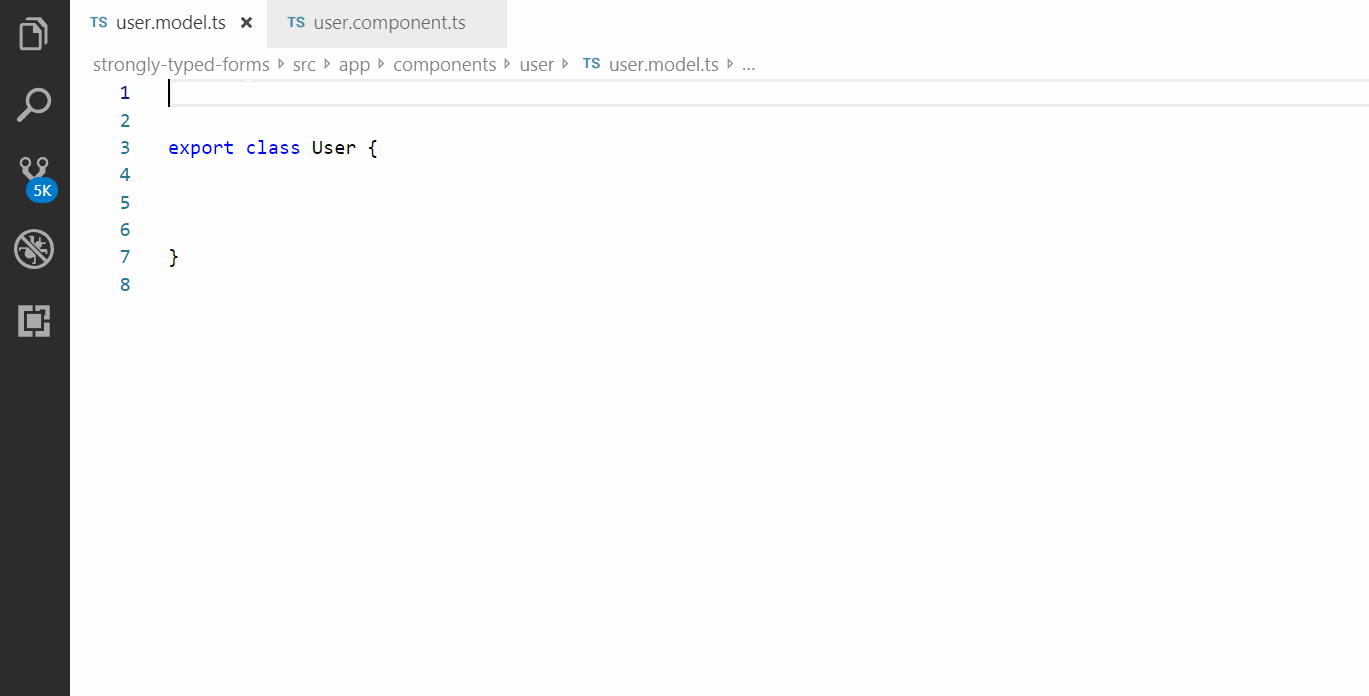 TS user.model.ts × TS user.component.ts
strongly-typed-forms src app components user TS user.model.ts ...
1
2
3 export class User {
4
5
6
7 }
8
5K